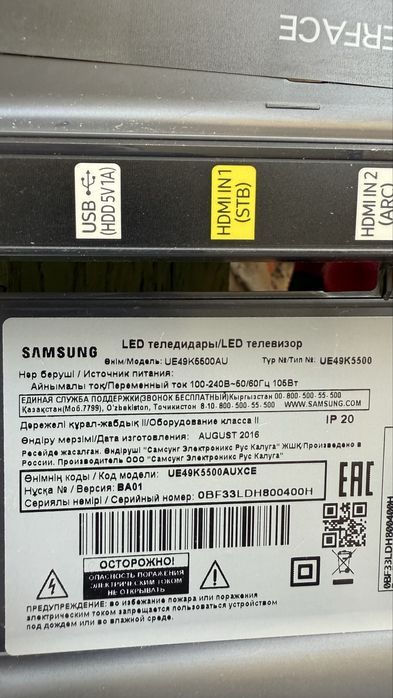 ERFACE
USB
(HDD 5V 1A)
HDMI IN 1
(STB)
HDMI IN 2
(ARC)
SAMSUNG
LED теледидары/LED телевизор
Өнім/Модель: UE49K5500AU Тур №/Тип №: UE49K5500
Нәр беруші / Источник питания:
Айнымалы ток/Переменный ток 100-240В~50/60Гц 105Вт
ЕДИНАЯ СЛУЖБА ПОДДЕРЖКИ(ЗВОНОК БЕСПЛАТНЫЙ)Кыргызстан 00-800-500-55-500
Қазақстан(Моб.7799), O'zbekiston, Точикистон 8-10-800-500-55-500 WWW.SAMSUNG.COM
Дәрежелі құрал-жабдық II/Оборудование класса II IP 20
Өндіру мерзімі/Дата изготовления: AUGUST 2016
Ресейде жасалған. Өндіруші "Самсунг Электроникс Рус Калуга" ЖШҚ/Произведено в
России. Производитель ООО "Самсунг Электроникс Рус Калуга"
Өнімнің коды / Код модели: UE49K5500AUXCE
Нұсқа № / Версия: BA01
Сериялы нөмірі / Серийный номер: 0BF33LDH800400H
EAC
0BF33LDH800400H
ОСТОРОЖНО!
ОПАСНОСТЬ ПОРАЖЕНИЯ
ЭЛЕКТРИЧЕСКИМ ТОКОМ
НЕ ОТКРЫВАТЬ
ПРЕДУПРЕЖДЕНИЕ: во избежание пожара или поражения
электрическим током запрещается пользоваться устройством
под дождем или во влажной среде.